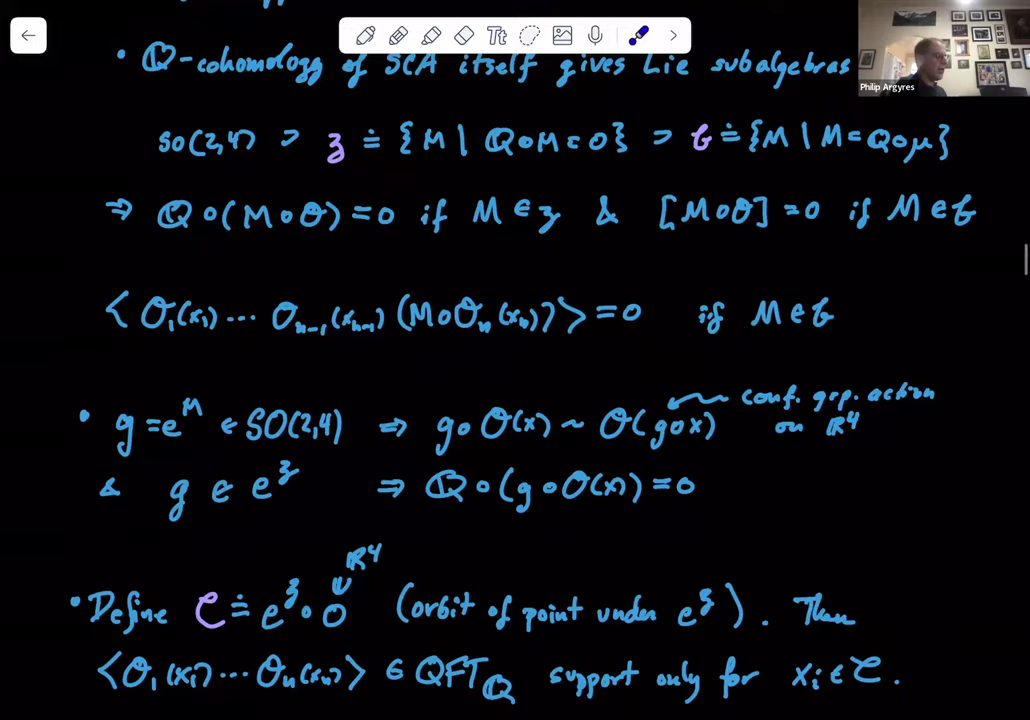 Philip Argyres
• Q-cohomology of SCA itself gives Lie subalgebras
SO(2,4) ⊃ 𝔷 ≐ {M | Q∘M = 0} ⊃ 𝔟 ≐ {M | M = Q∘μ}
⇒ Q∘(M∘O) = 0 if M ∈ 𝔷 & [M∘O] = 0 if M ∈ 𝔟
⟨O₁(x₁) ··· Oₙ₋₁(xₙ₋₁) (M∘Oₙ(xₙ))⟩ = 0 if M ∈ 𝔟
• g = e^M ∈ SO(2,4) ⇒ g∘O(x) ~ O(g∘x) conf. grp. action
on ℝ⁴
& g ∈ e^𝔷 ⇒ Q∘(g∘O(x)) = 0
ℝ⁴
∪
• Define C ≐ e^𝔷∘0 (orbit of point under e^𝔷). Then
⟨O₁(x₁) ··· Oₙ(xₙ)⟩ ∈ QFT_Q support only for xᵢ ∈ C.